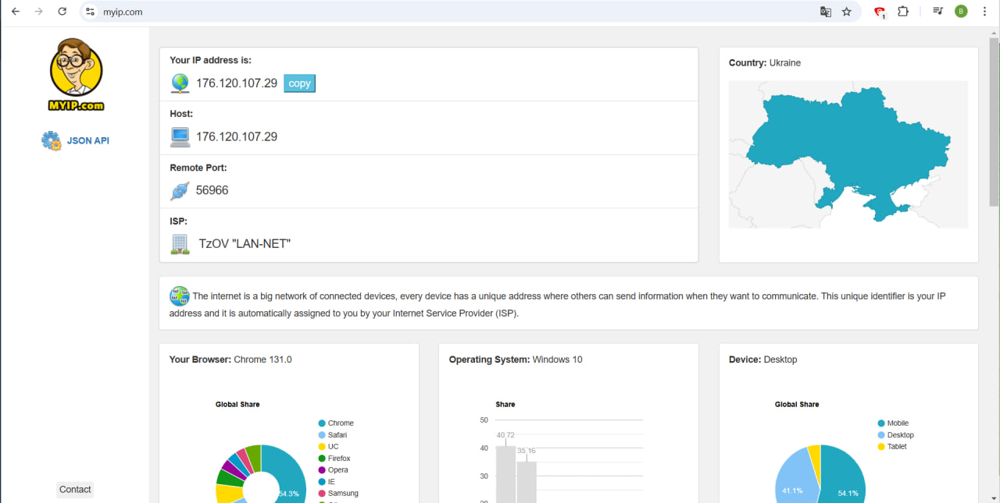 myip.com
1
B
MYIP.com
JSON API
Your IP address is:
176.120.107.29 copy
Host:
176.120.107.29
Remote Port:
56966
ISP:
TzOV "LAN-NET"
Country: Ukraine
The internet is a big network of connected devices, every device has a unique address where others can send information when they want to communicate. This unique identifier is your IP
address and it is automatically assigned to you by your Internet Service Provider (ISP).
Your Browser: Chrome 131.0
Global Share
Chrome
Safari
UC
Firefox
Opera
IE
Samsung
54.3%
Operating System: Windows 10
Share
50
40.72
40
35.16
30
Device: Desktop
Global Share
Mobile
Desktop
Tablet
41.1%
54.1%
Contact